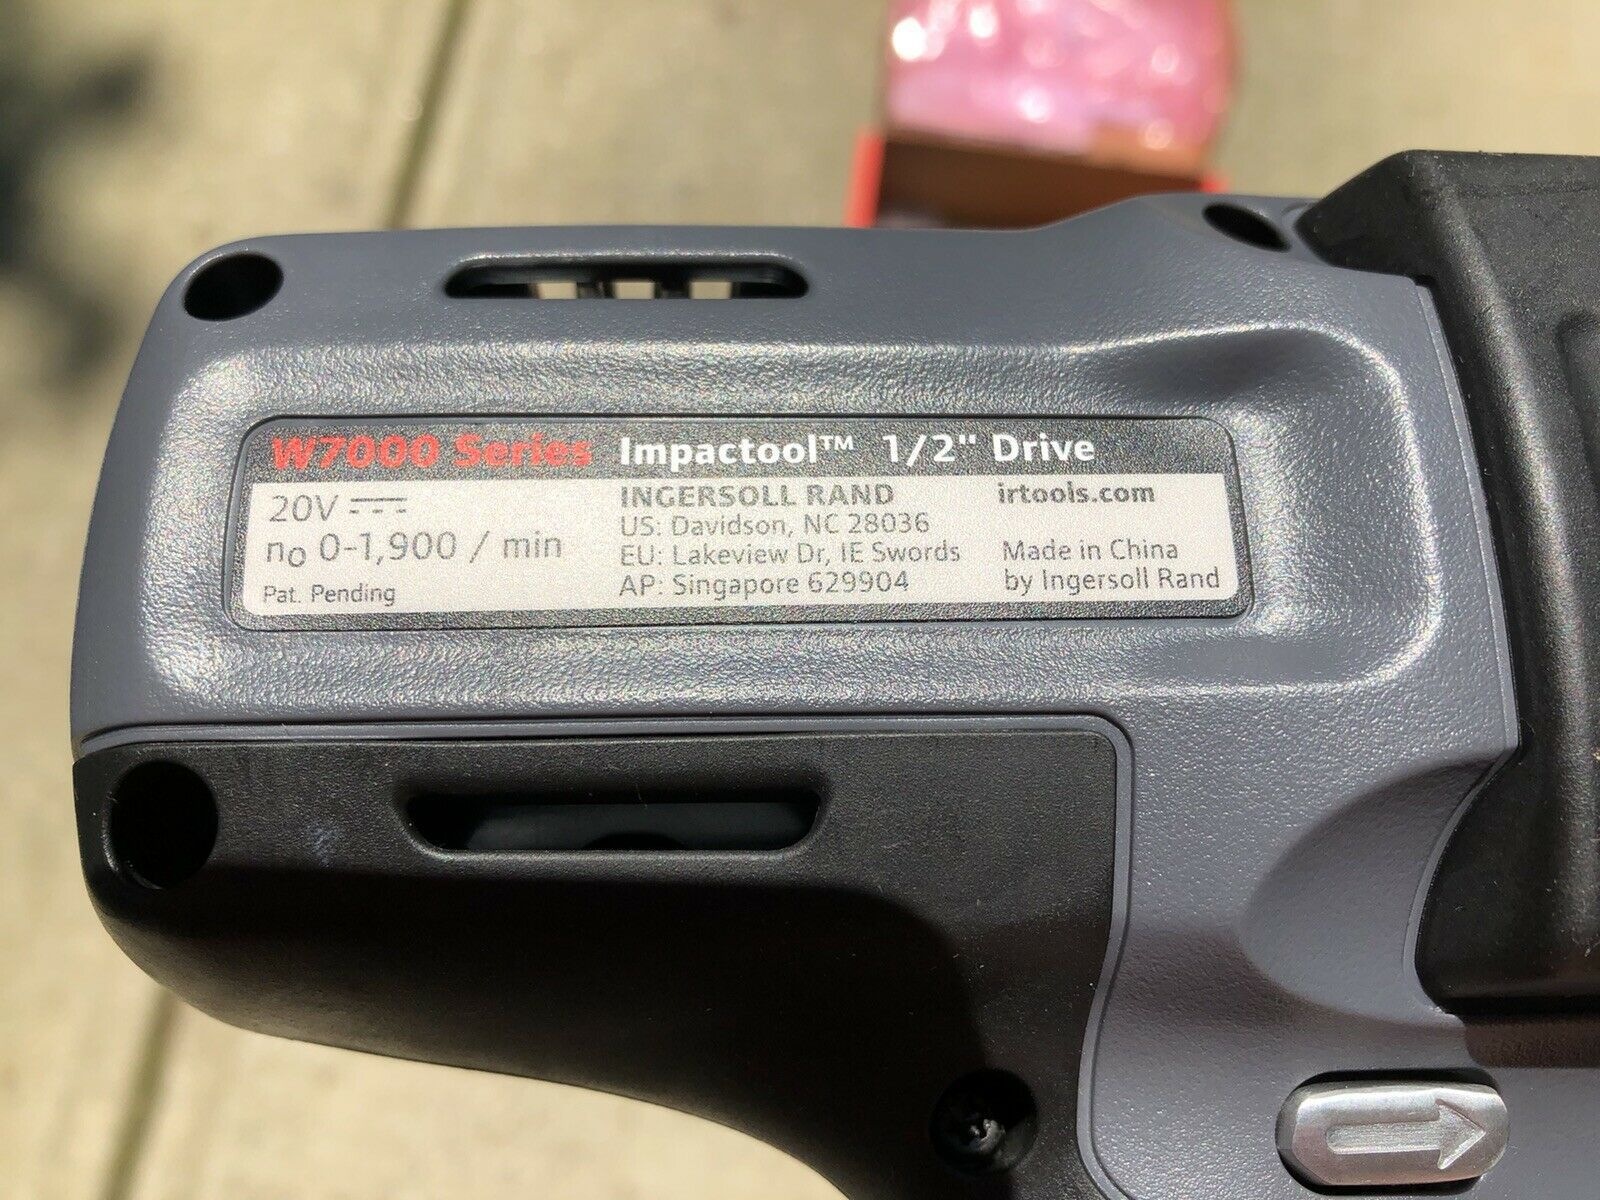 W7000 Series Impactool™ 1/2" Drive
20V
no 0-1,900 / min
Pat. Pending
INGERSOLL RAND
US: Davidson, NC 28036
EU: Lakeview Dr, IE Swords
AP: Singapore 629904
irtools.com
Made in China
by Ingersoll Rand